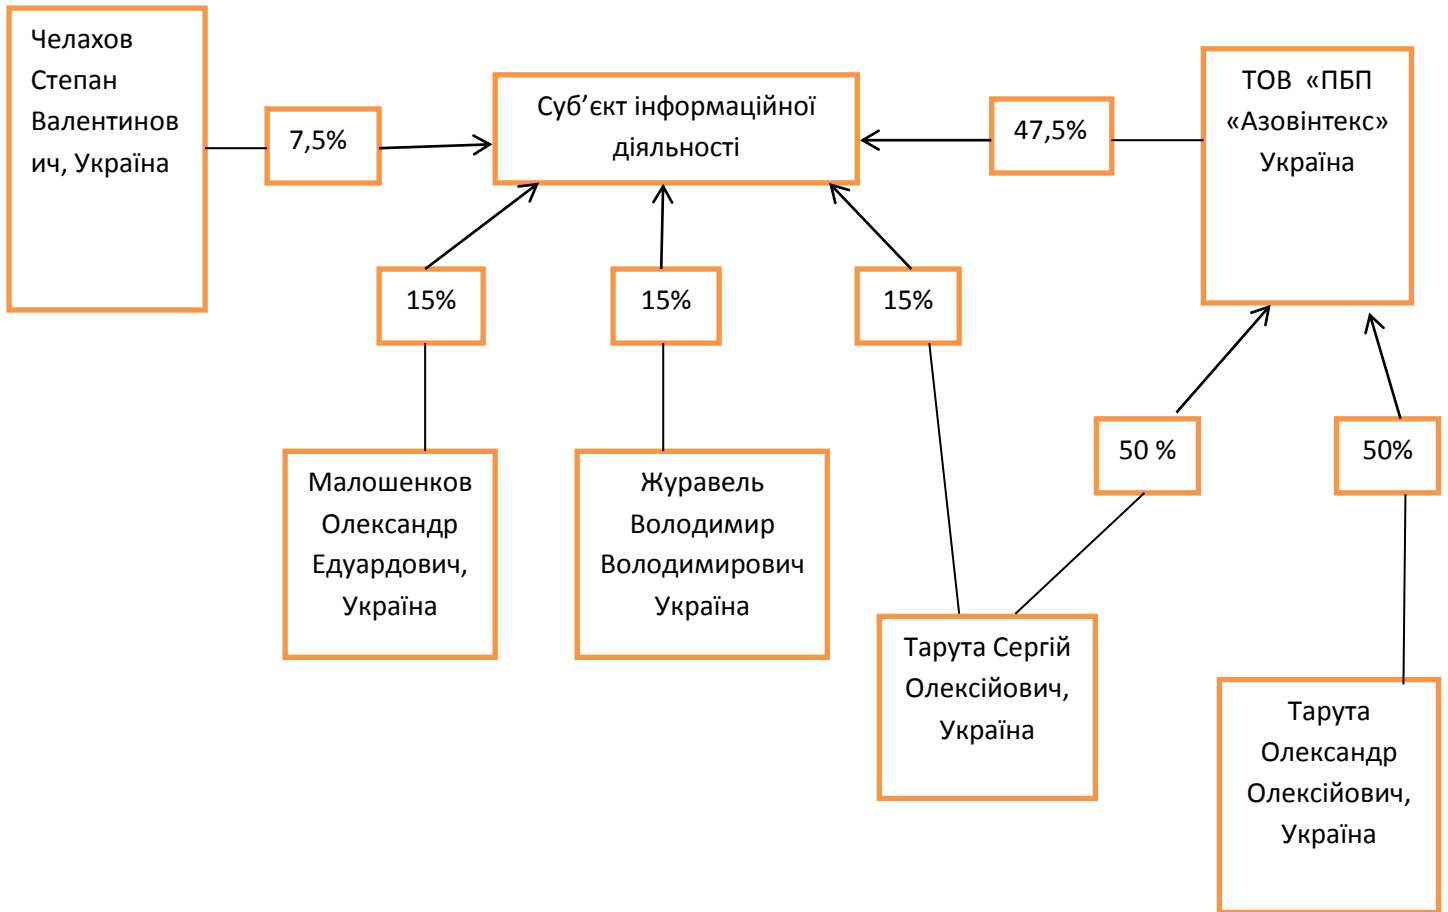 Челахов
Степан
Валентинов
ич, Україна
7,5%
Суб’єкт інформаційної
діяльності
47,5%
ТОВ «ПБП
«Азовінтекс»
Україна
15%
15%
15%
50 %
50%
Малошенков
Олександр
Едуардович,
Україна
Журавель
Володимир
Володимирович
Україна
Тарута Сергій
Олексійович,
Україна
Тарута
Олександр
Олексійович,
Україна